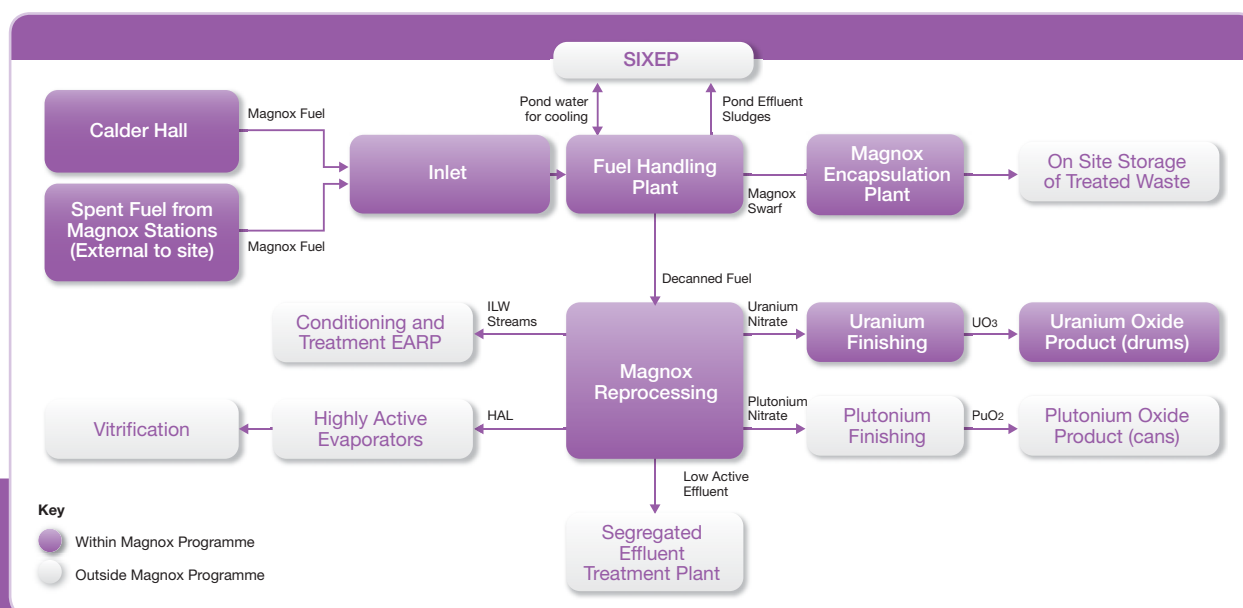 SIXEP
Pond water
for cooling
Pond Effluent
Sludges
Calder Hall
Magnox Fuel
Spent Fuel from
Magnox Stations
(External to site)
Magnox Fuel
Inlet
Fuel Handling
Plant
Magnox
Swarf
Magnox
Encapsulation
Plant
On Site Storage
of Treated Waste
Decanned Fuel
Conditioning and
Treatment EARP
ILW
Streams
Magnox
Reprocessing
Uranium
Nitrate
Uranium
Finishing
UO3
Uranium Oxide
Product (drums)
Vitrification
Highly Active
Evaporators
HAL
Plutonium
Nitrate
Plutonium
Finishing
PuO2
Plutonium Oxide
Product (cans)
Low Active
Effluent
Segregated
Effluent
Treatment Plant
Key
Within Magnox Programme
Outside Magnox Programme